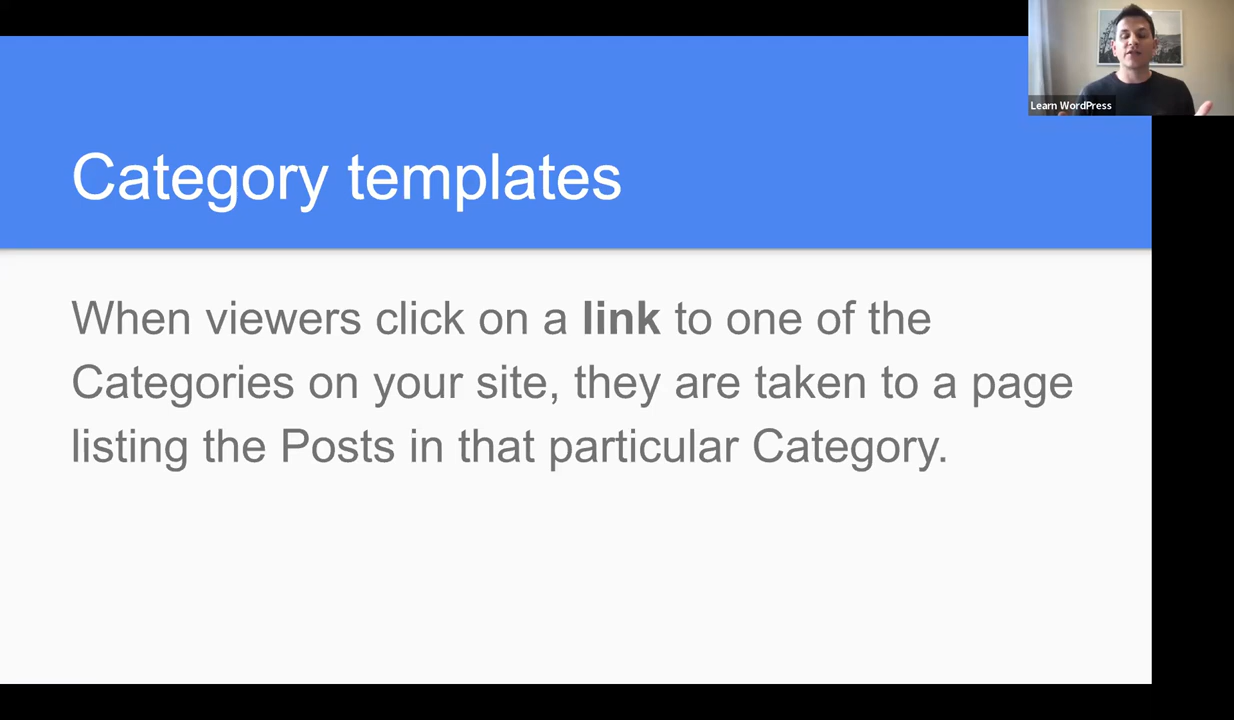 Learn WordPress
Category templates
When viewers click on a link to one of the
Categories on your site, they are taken to a page
listing the Posts in that particular Category.